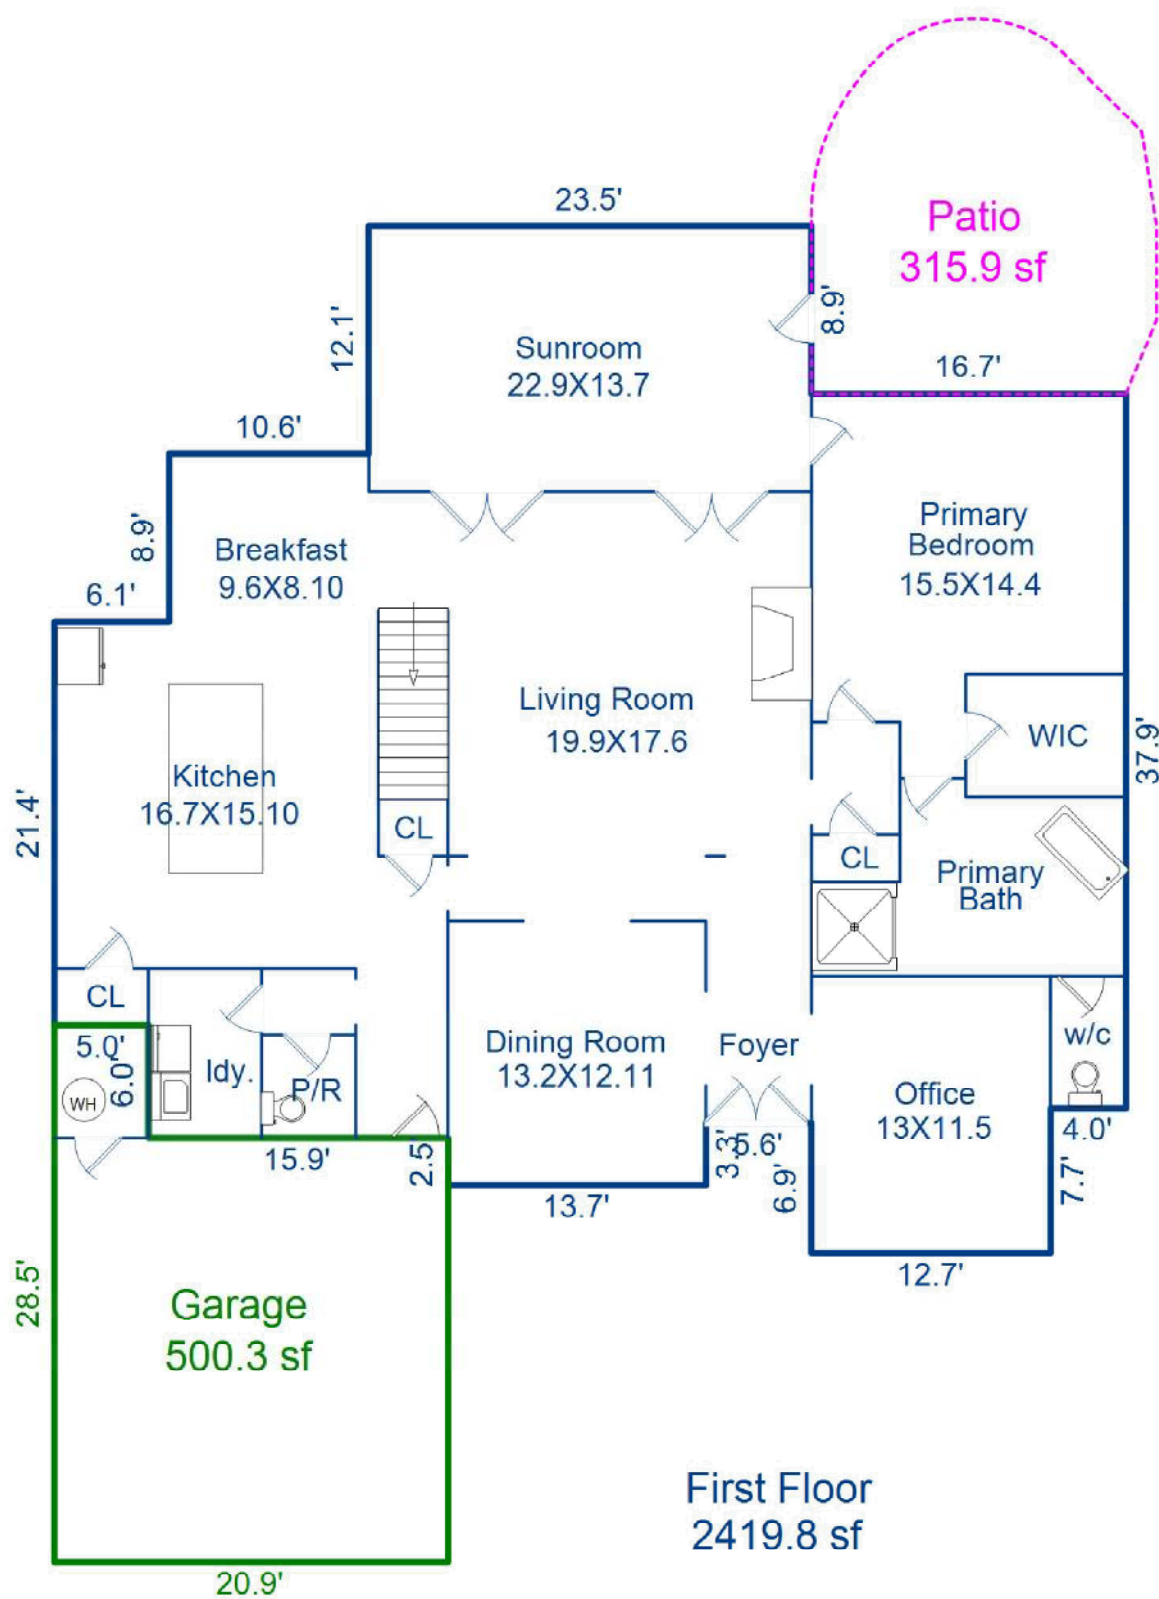 Patio
315.9 sf
23.5'
12.1'
8.9'
Sunroom
22.9X13.7
16.7'
10.6'
8.9'
Breakfast
9.6X8.10
6.1'
Primary
Bedroom
15.5X14.4
Living Room
19.9X17.6
WIC
37.9'
Kitchen
16.7X15.10
21.4'
CL
CL
Primary
Bath
CL
5.0'
6.0'
WH
ldy.
P/R
Dining Room
13.2X12.11
Foyer
w/c
Office
13X11.5
4.0'
15.9'
2.5'
3.3'
5.6'
6.9'
7.7'
13.7'
12.7'
28.5'
Garage
500.3 sf
First Floor
2419.8 sf
20.9'